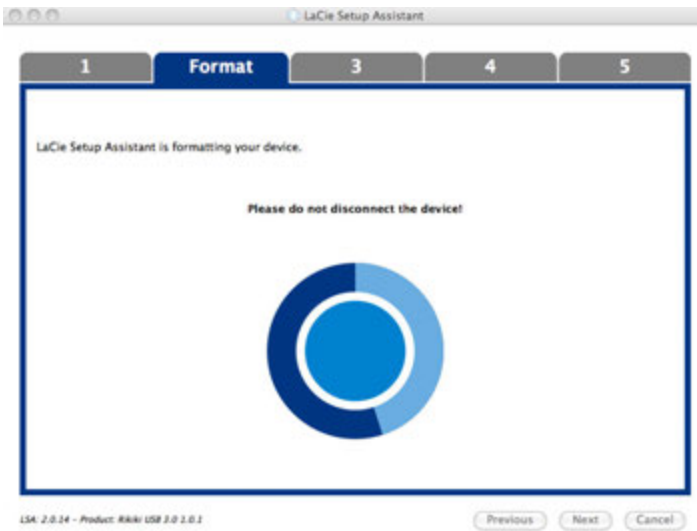 LaCie Setup Assistant
1 Format 3 4 5
LaCie Setup Assistant is formatting your device.
Please do not disconnect the device!
LSA: 2.0.14 - Product: Rikiki USB 3.0 1.0.1
Previous Next Cancel